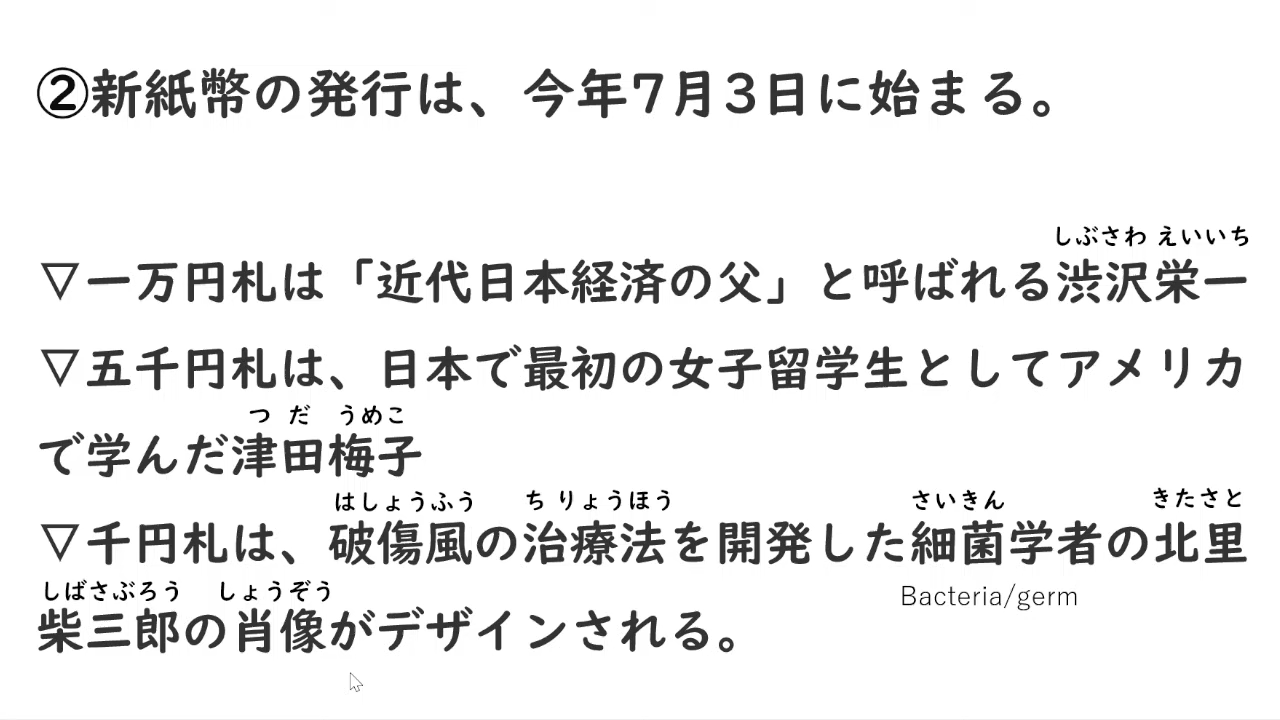 ②新紙幣の発行は、今年7月3日に始まる。
しぶさわ えいいち
▽一万円札は「近代日本経済の父」と呼ばれる渋沢栄一
▽五千円札は、日本で最初の女子留学生としてアメリカ
つ だ うめこ
で学んだ津田梅子
はしょうふう ち りょうほう さいきん きたさと
▽千円札は、破傷風の治療法を開発した細菌学者の北里
しばさぶろう しょうぞう Bacteria/germ
柴三郎の肖像がデザインされる。